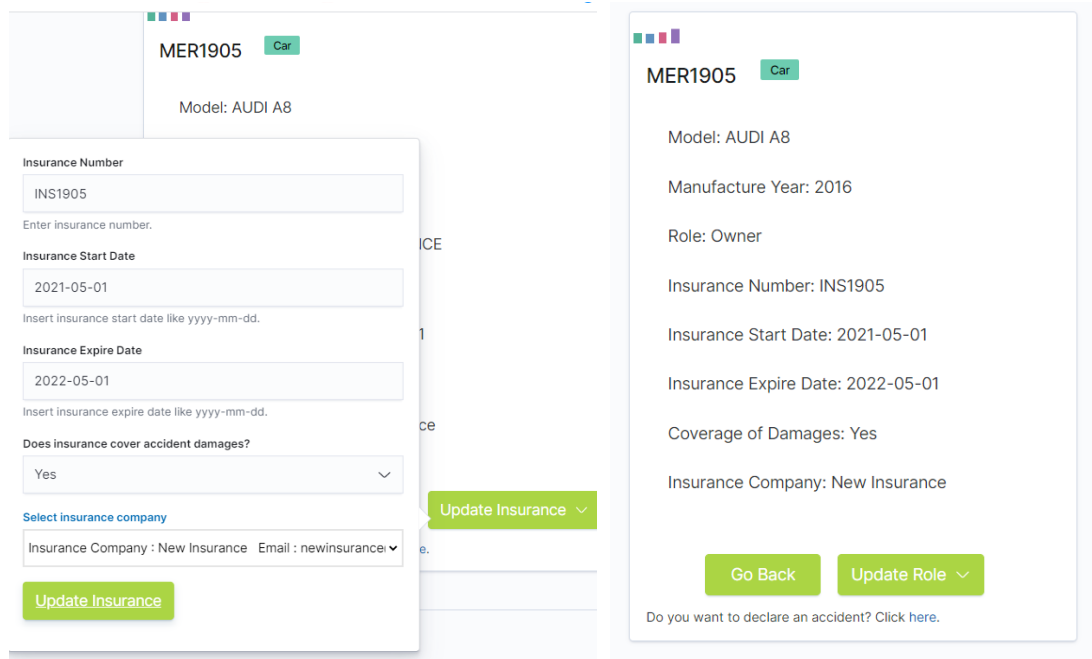 MER1905 Car
Model: AUDI A8
Insurance Number
INS1905
Enter insurance number.
Insurance Start Date
2021-05-01
Insert insurance start date like yyyy-mm-dd.
Insurance Expire Date
2022-05-01
Insert insurance expire date like yyyy-mm-dd.
Does insurance cover accident damages?
Yes
Select insurance company
Insurance Company : New Insurance Email : newinsurance
Update Insurance
ICE
1
ce
Update Insurance
e.
MER1905 Car
Model: AUDI A8
Manufacture Year: 2016
Role: Owner
Insurance Number: INS1905
Insurance Start Date: 2021-05-01
Insurance Expire Date: 2022-05-01
Coverage of Damages: Yes
Insurance Company: New Insurance
Go Back Update Role
Do you want to declare an accident? Click here.